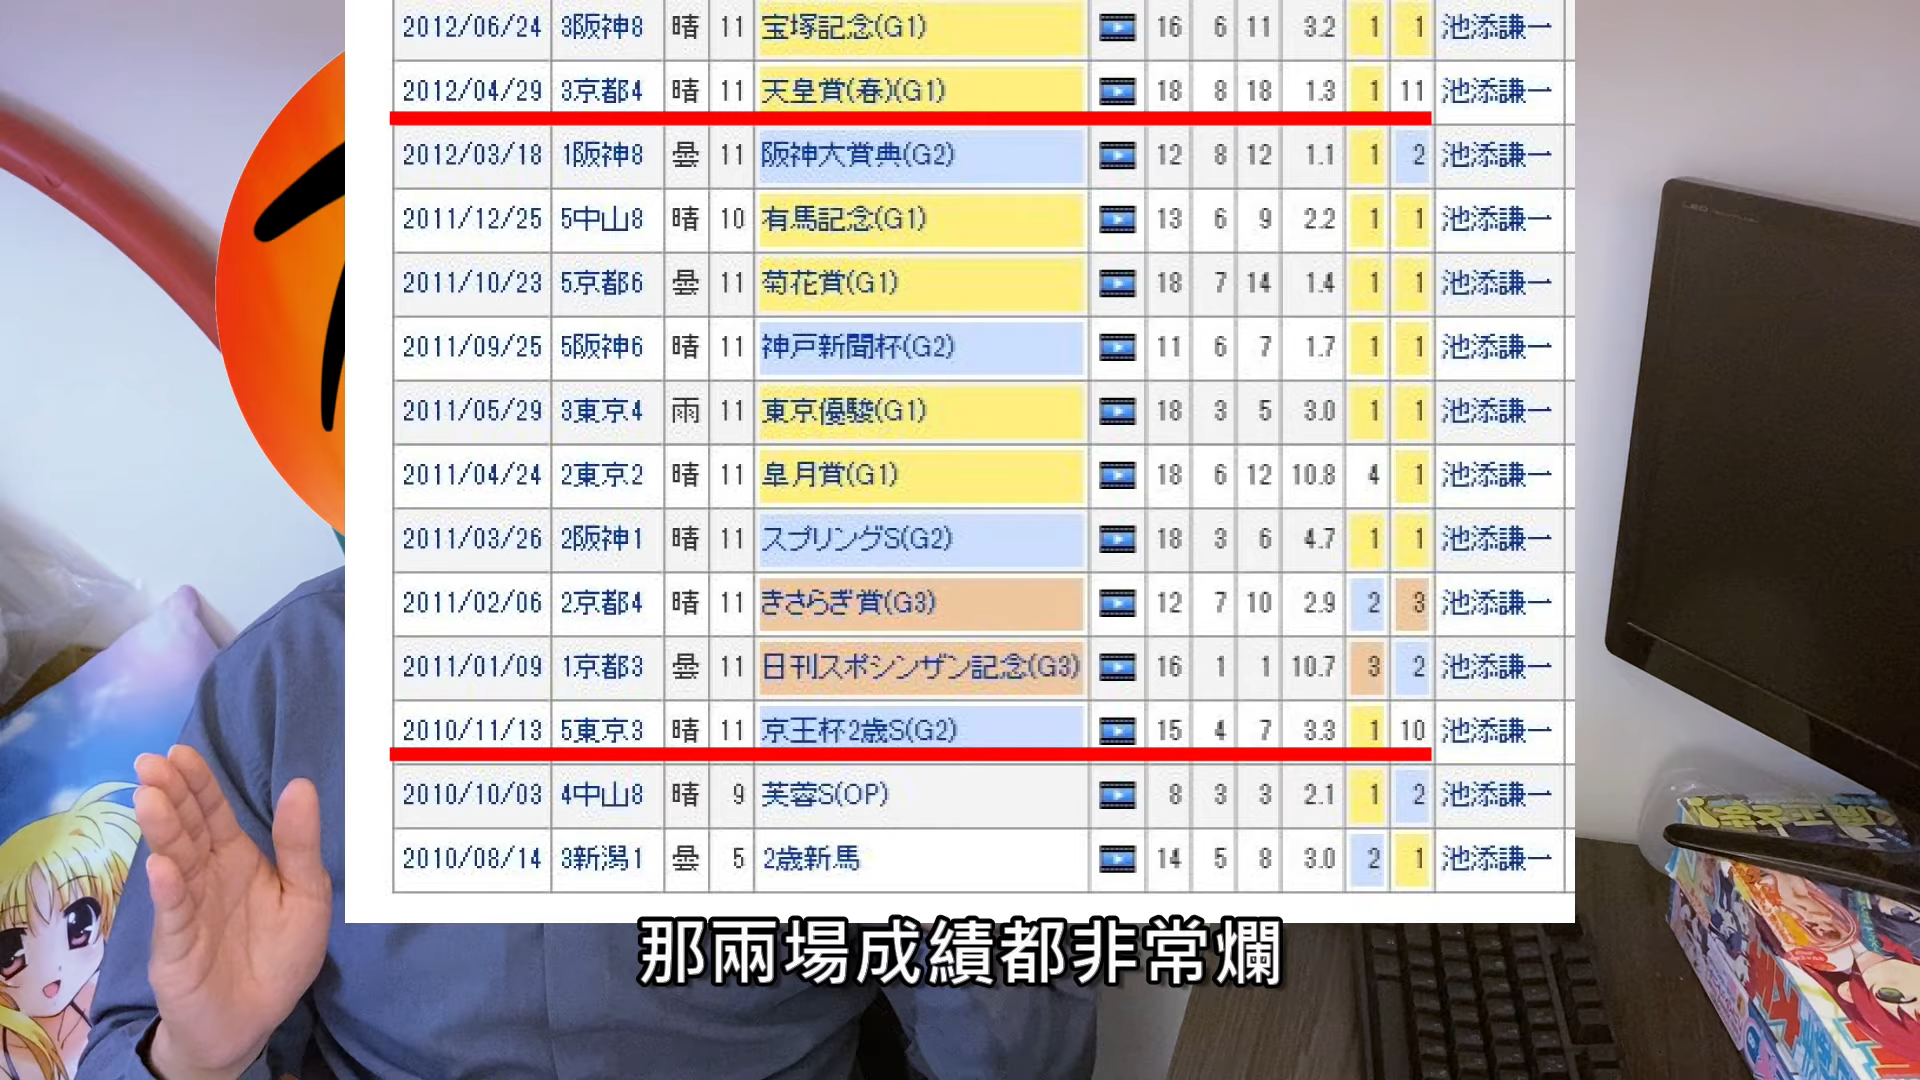 2012/06/24 3阪神8 晴 11 宝塚記念(G1) 16 6 11 3.2 1 1 池添謙一
2012/04/29 3京都4 晴 11 天皇賞(春)(G1) 18 8 18 1.3 1 11 池添謙一
2012/03/18 1阪神8 曇 11 阪神大賞典(G2) 12 8 12 1.1 1 2 池添謙一
2011/12/25 5中山8 晴 10 有馬記念(G1) 13 6 9 2.2 1 1 池添謙一
2011/10/23 5京都6 曇 11 菊花賞(G1) 18 7 14 1.4 1 1 池添謙一
2011/09/25 5阪神6 晴 11 神戸新聞杯(G2) 11 6 7 1.7 1 1 池添謙一
2011/05/29 3東京4 雨 11 東京優駿(G1) 18 3 5 3.0 1 1 池添謙一
2011/04/24 2東京2 晴 11 皐月賞(G1) 18 6 12 10.8 4 1 池添謙一
2011/03/26 2阪神1 晴 11 スプリングS(G2) 18 3 6 4.7 1 1 池添謙一
2011/02/06 2京都4 晴 11 きさらぎ賞(G3) 12 7 10 2.9 2 3 池添謙一
2011/01/09 1京都3 曇 11 日刊スポシンザン記念(G3) 16 1 1 10.7 3 2 池添謙一
2010/11/13 5東京3 晴 11 京王杯2歳S(G2) 15 4 7 3.3 1 10 池添謙一
2010/10/03 4中山8 晴 9 芙蓉S(OP) 8 3 3 2.1 1 2 池添謙一
2010/08/14 3新潟1 曇 5 2歳新馬 14 5 8 3.0 2 1 池添謙一
那兩場成績都非常爛